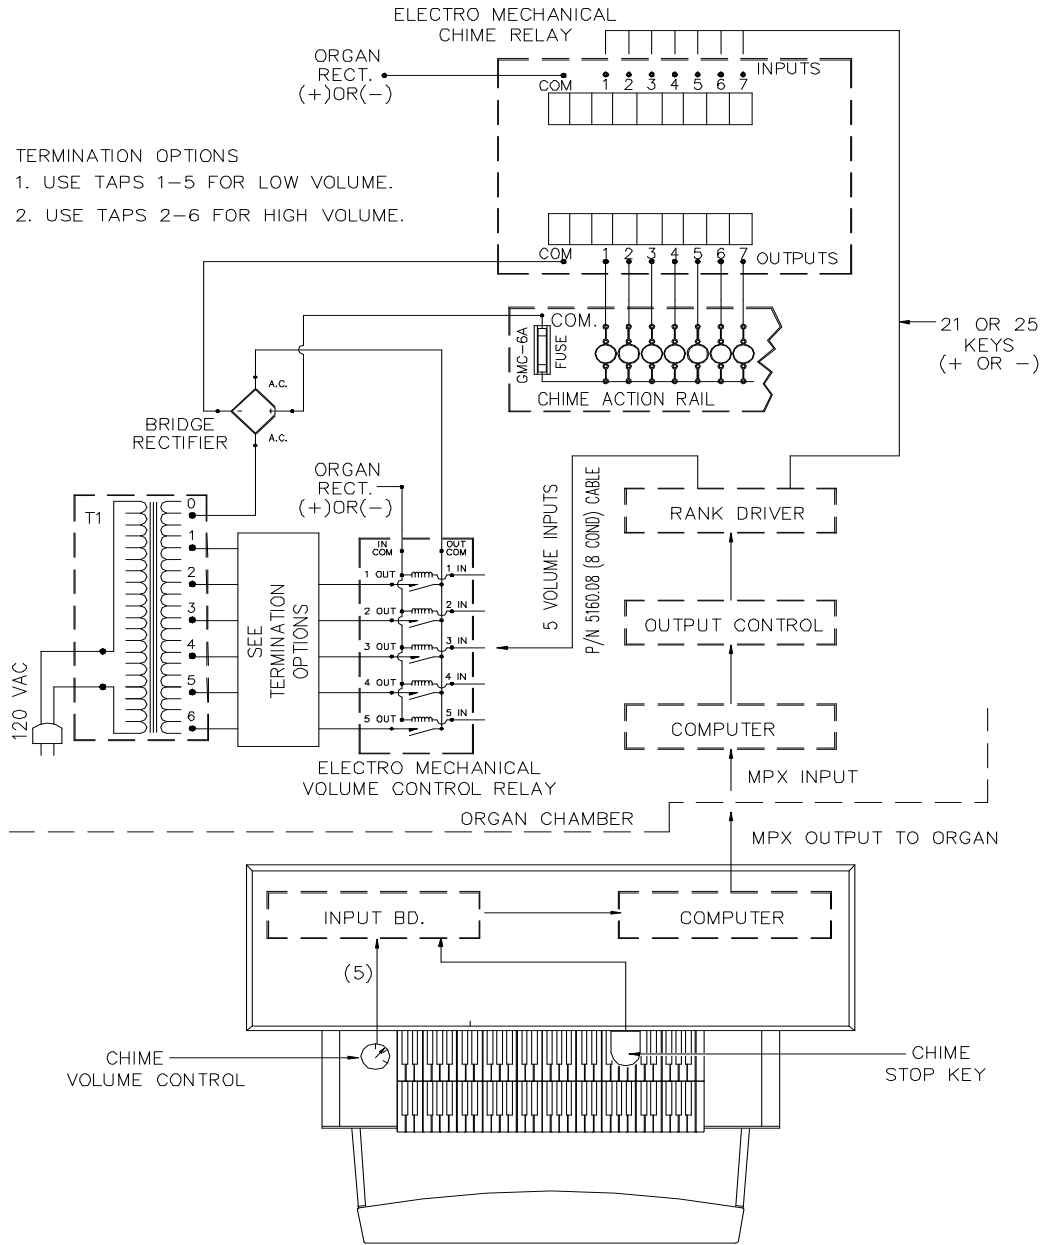 ELECTRO MECHANICAL
CHIME RELAY
ORGAN
RECT.
(+)OR(−)
INPUTS
COM 1 2 3 4 5 6 7
TERMINATION OPTIONS
1. USE TAPS 1−5 FOR LOW VOLUME.
2. USE TAPS 2−6 FOR HIGH VOLUME.
COM 1 2 3 4 5 6 7
OUTPUTS
COM.
GMC−6A
FUSE
CHIME ACTION RAIL
21 OR 25
KEYS
(+ OR −)
A.C.
−
+
A.C.
BRIDGE
RECTIFIER
ORGAN
RECT.
(+)OR(−)
T1
0
1
2
3
4
5
6
120 VAC
SEE
TERMINATION
OPTIONS
IN
COM
OUT
COM
1 OUT
1 IN
2 OUT
2 IN
3 OUT
3 IN
4 OUT
4 IN
5 OUT
5 IN
ELECTRO MECHANICAL
VOLUME CONTROL RELAY
5 VOLUME INPUTS
P/N 5160.08 (8 COND) CABLE
RANK DRIVER
OUTPUT CONTROL
COMPUTER
MPX INPUT
ORGAN CHAMBER
MPX OUTPUT TO ORGAN
INPUT BD.
COMPUTER
(5)
CHIME
VOLUME CONTROL
CHIME
STOP KEY